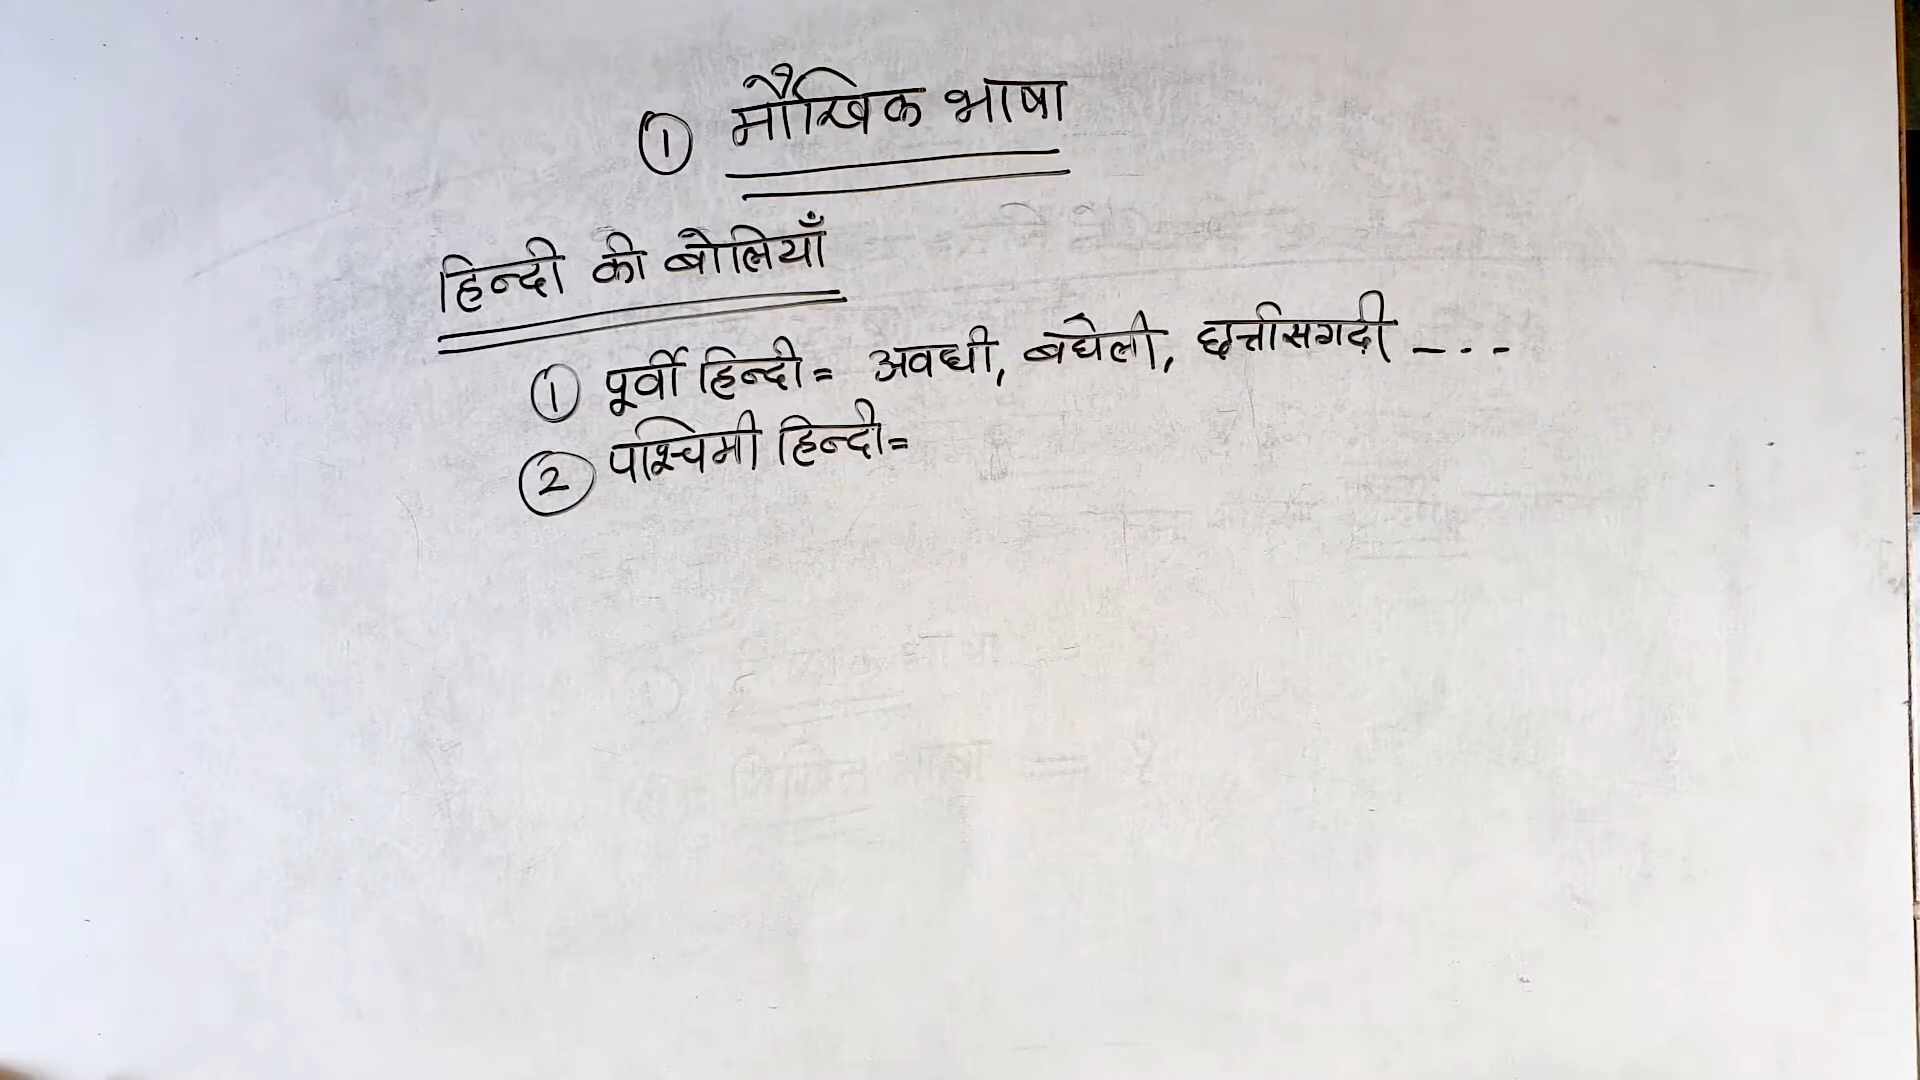 ① मौखिक भाषा
हिन्दी की बोलियाँ
① पूर्वी हिन्दी= अवधी, बघेली, छत्तीसगढ़ी -...
② पश्चिमी हिन्दी=